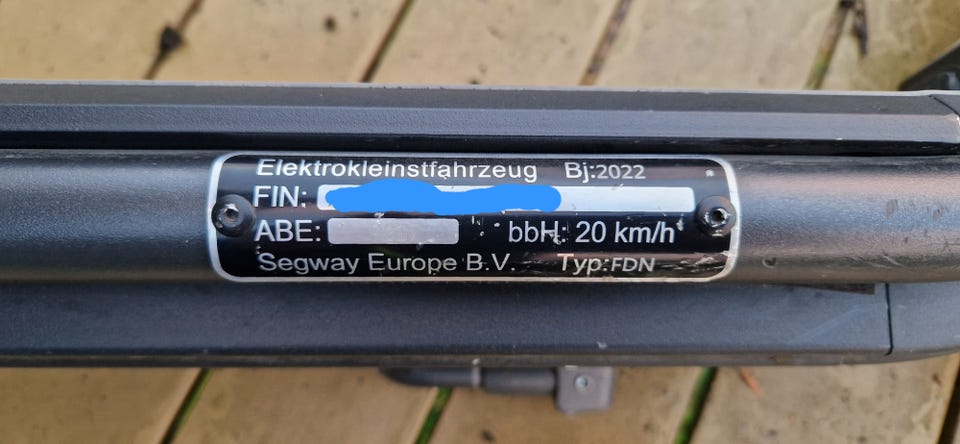 Elektrokleinstfahrzeug Bj:2022
FIN:
ABE: bbH: 20 km/h
Segway Europe B.V. Typ:FDN